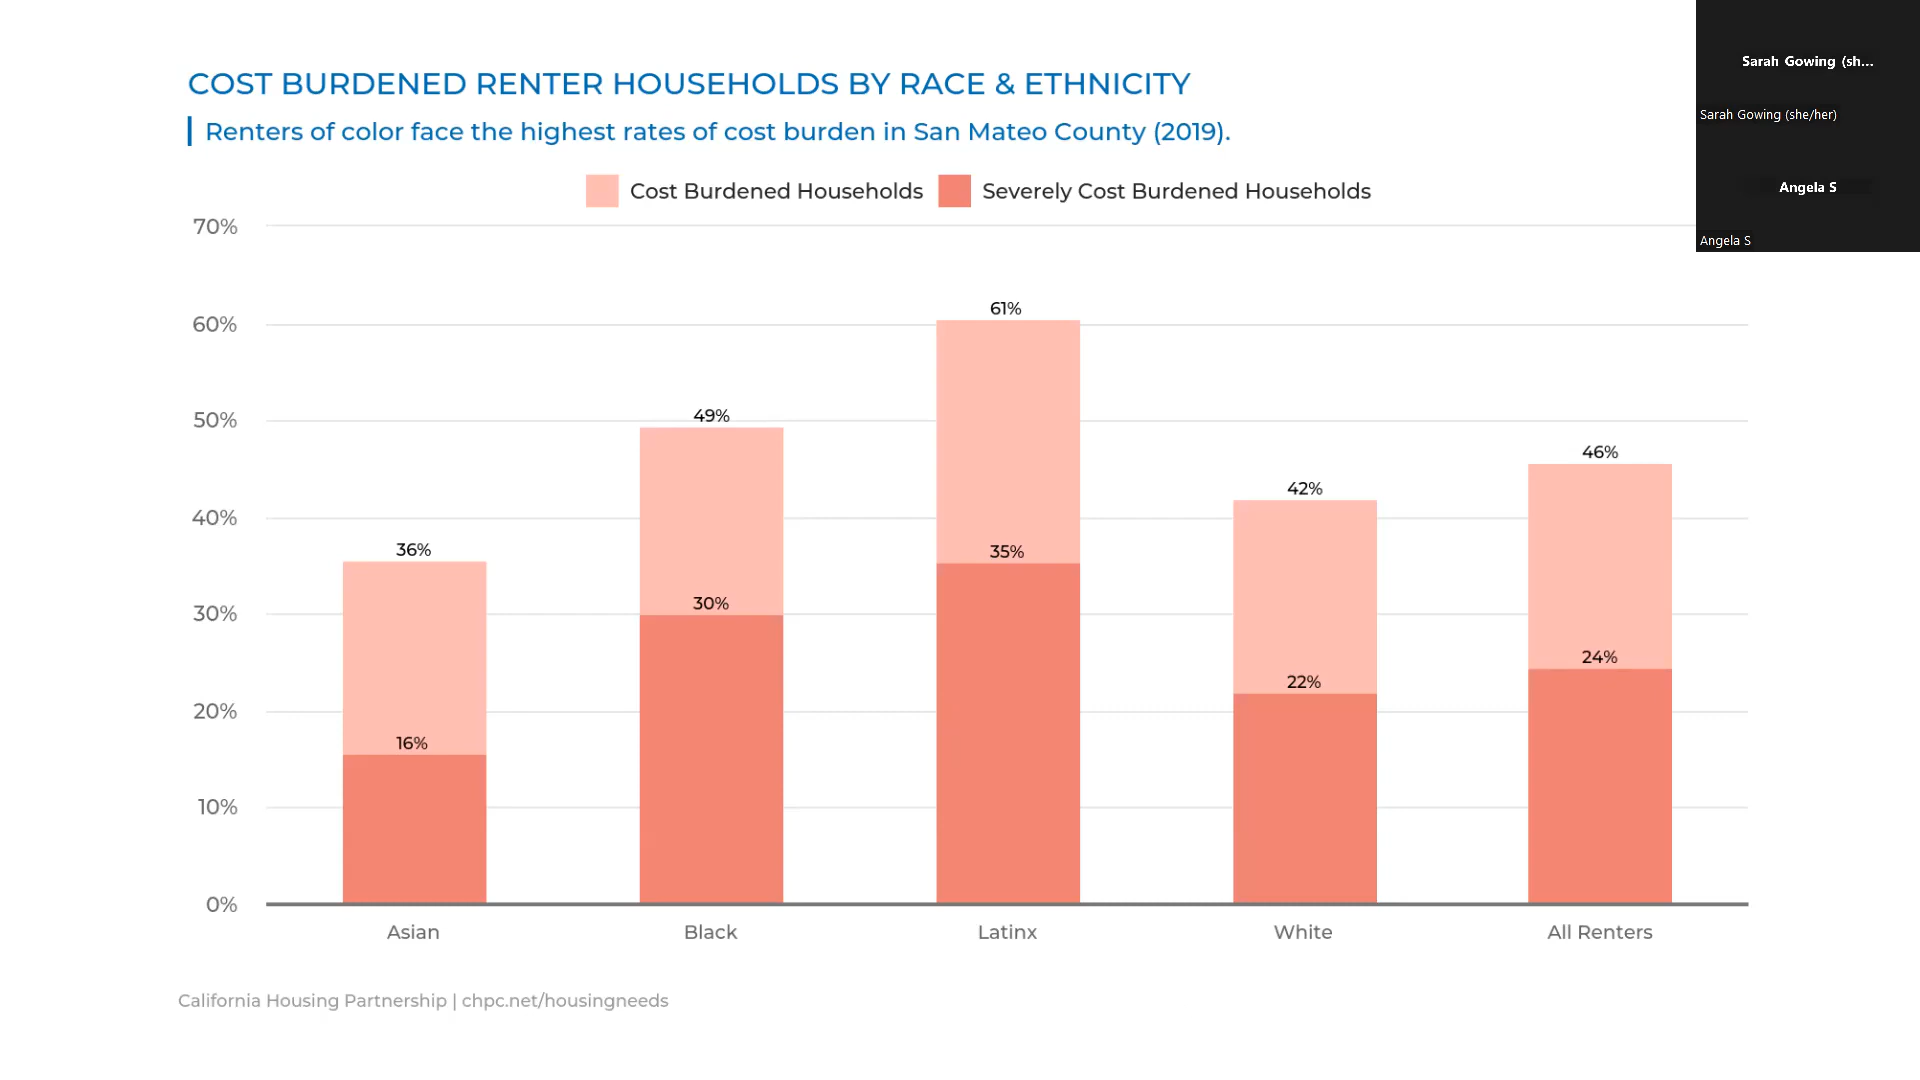 COST BURDENED RENTER HOUSEHOLDS BY RACE & ETHNICITY
Renters of color face the highest rates of cost burden in San Mateo County (2019).
Sarah Gowing (sh...
Sarah Gowing (she/her)
Angela S
Angela S
Cost Burdened Households
Severely Cost Burdened Households
70%
60%
50%
40%
30%
20%
10%
0%
36%
16%
49%
30%
61%
35%
42%
22%
46%
24%
Asian
Black
Latinx
White
All Renters
California Housing Partnership | chpc.net/housingneeds